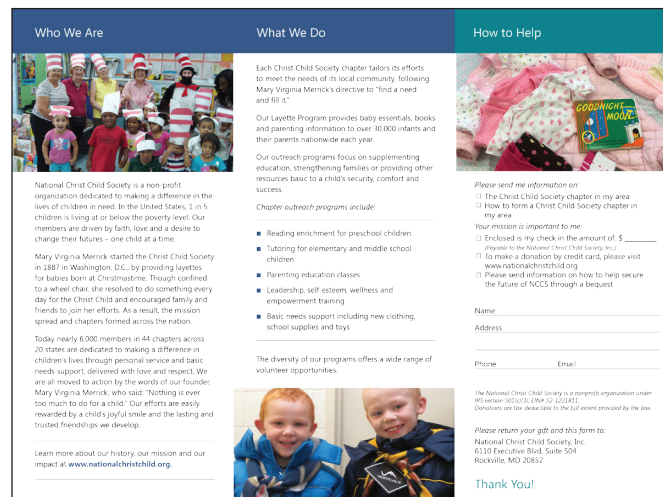 Who We Are
National Christ Child Society is a non-profit
organization dedicated to making a difference in the
lives of children in need. In the United States, 1 in 5
children is living at or below the poverty level. Our
members are driven by faith, love and a desire to
change their futures – one child at a time.
Mary Virginia Merrick started the Christ Child Society
in 1887 in Washington, D.C., by providing layettes
for babies born at Christmastime. Though confined
to a wheel chair, she resolved to do something every
day for the Christ Child and encouraged family and
friends to join her efforts. As a result, the mission
spread and chapters formed across the nation.
Today nearly 6,000 members in 44 chapters across
20 states are dedicated to making a difference in
children's lives through personal service and basic
needs support, delivered with love and respect. We
are all moved to action by the words of our founder,
Mary Virginia Merrick, who said: "Nothing is ever
too much to do for a child." Our efforts are easily
rewarded by a child's joyful smile and the lasting and
trusted friendships we develop.
Learn more about our history, our mission and our
impact at www.nationalchristchild.org.
What We Do
Each Christ Child Society chapter tailors its efforts
to meet the needs of its local community, following
Mary Virginia Merrick's directive to "find a need
and fill it."
Our Layette Program provides baby essentials, books
and parenting information to over 30,000 infants and
their parents nationwide each year.
Our outreach programs focus on supplementing
education, strengthening families or providing other
resources basic to a child's security, comfort and
success.
Chapter outreach programs include:
■ Reading enrichment for preschool children
■ Tutoring for elementary and middle school
children
■ Parenting education classes
■ Leadership, self-esteem, wellness and
empowerment training
■ Basic needs support including new clothing,
school supplies and toys
The diversity of our programs offers a wide range of
volunteer opportunities.
How to Help
GOODNIGHT
MOON
Please send me information on:
☐ The Christ Child Society chapter in my area
☐ How to form a Christ Child Society chapter in
my area
Your mission is important to me:
☐ Enclosed is my check in the amount of: $ ________
(Payable to the National Christ Child Society, Inc.)
☐ To make a donation by credit card, please visit
www.nationalchristchild.org
☐ Please send information on how to help secure
the future of NCCS through a bequest
Name
Address
Phone Email
The National Christ Child Society is a nonprofit organization under
IRS section 501(c)(3); EIN# 52-1221811.
Donations are tax-deductible to the full extent provided by the law.
Please return your gift and this form to:
National Christ Child Society, Inc.
6110 Executive Blvd, Suite 504
Rockville, MD 20852
Thank You!